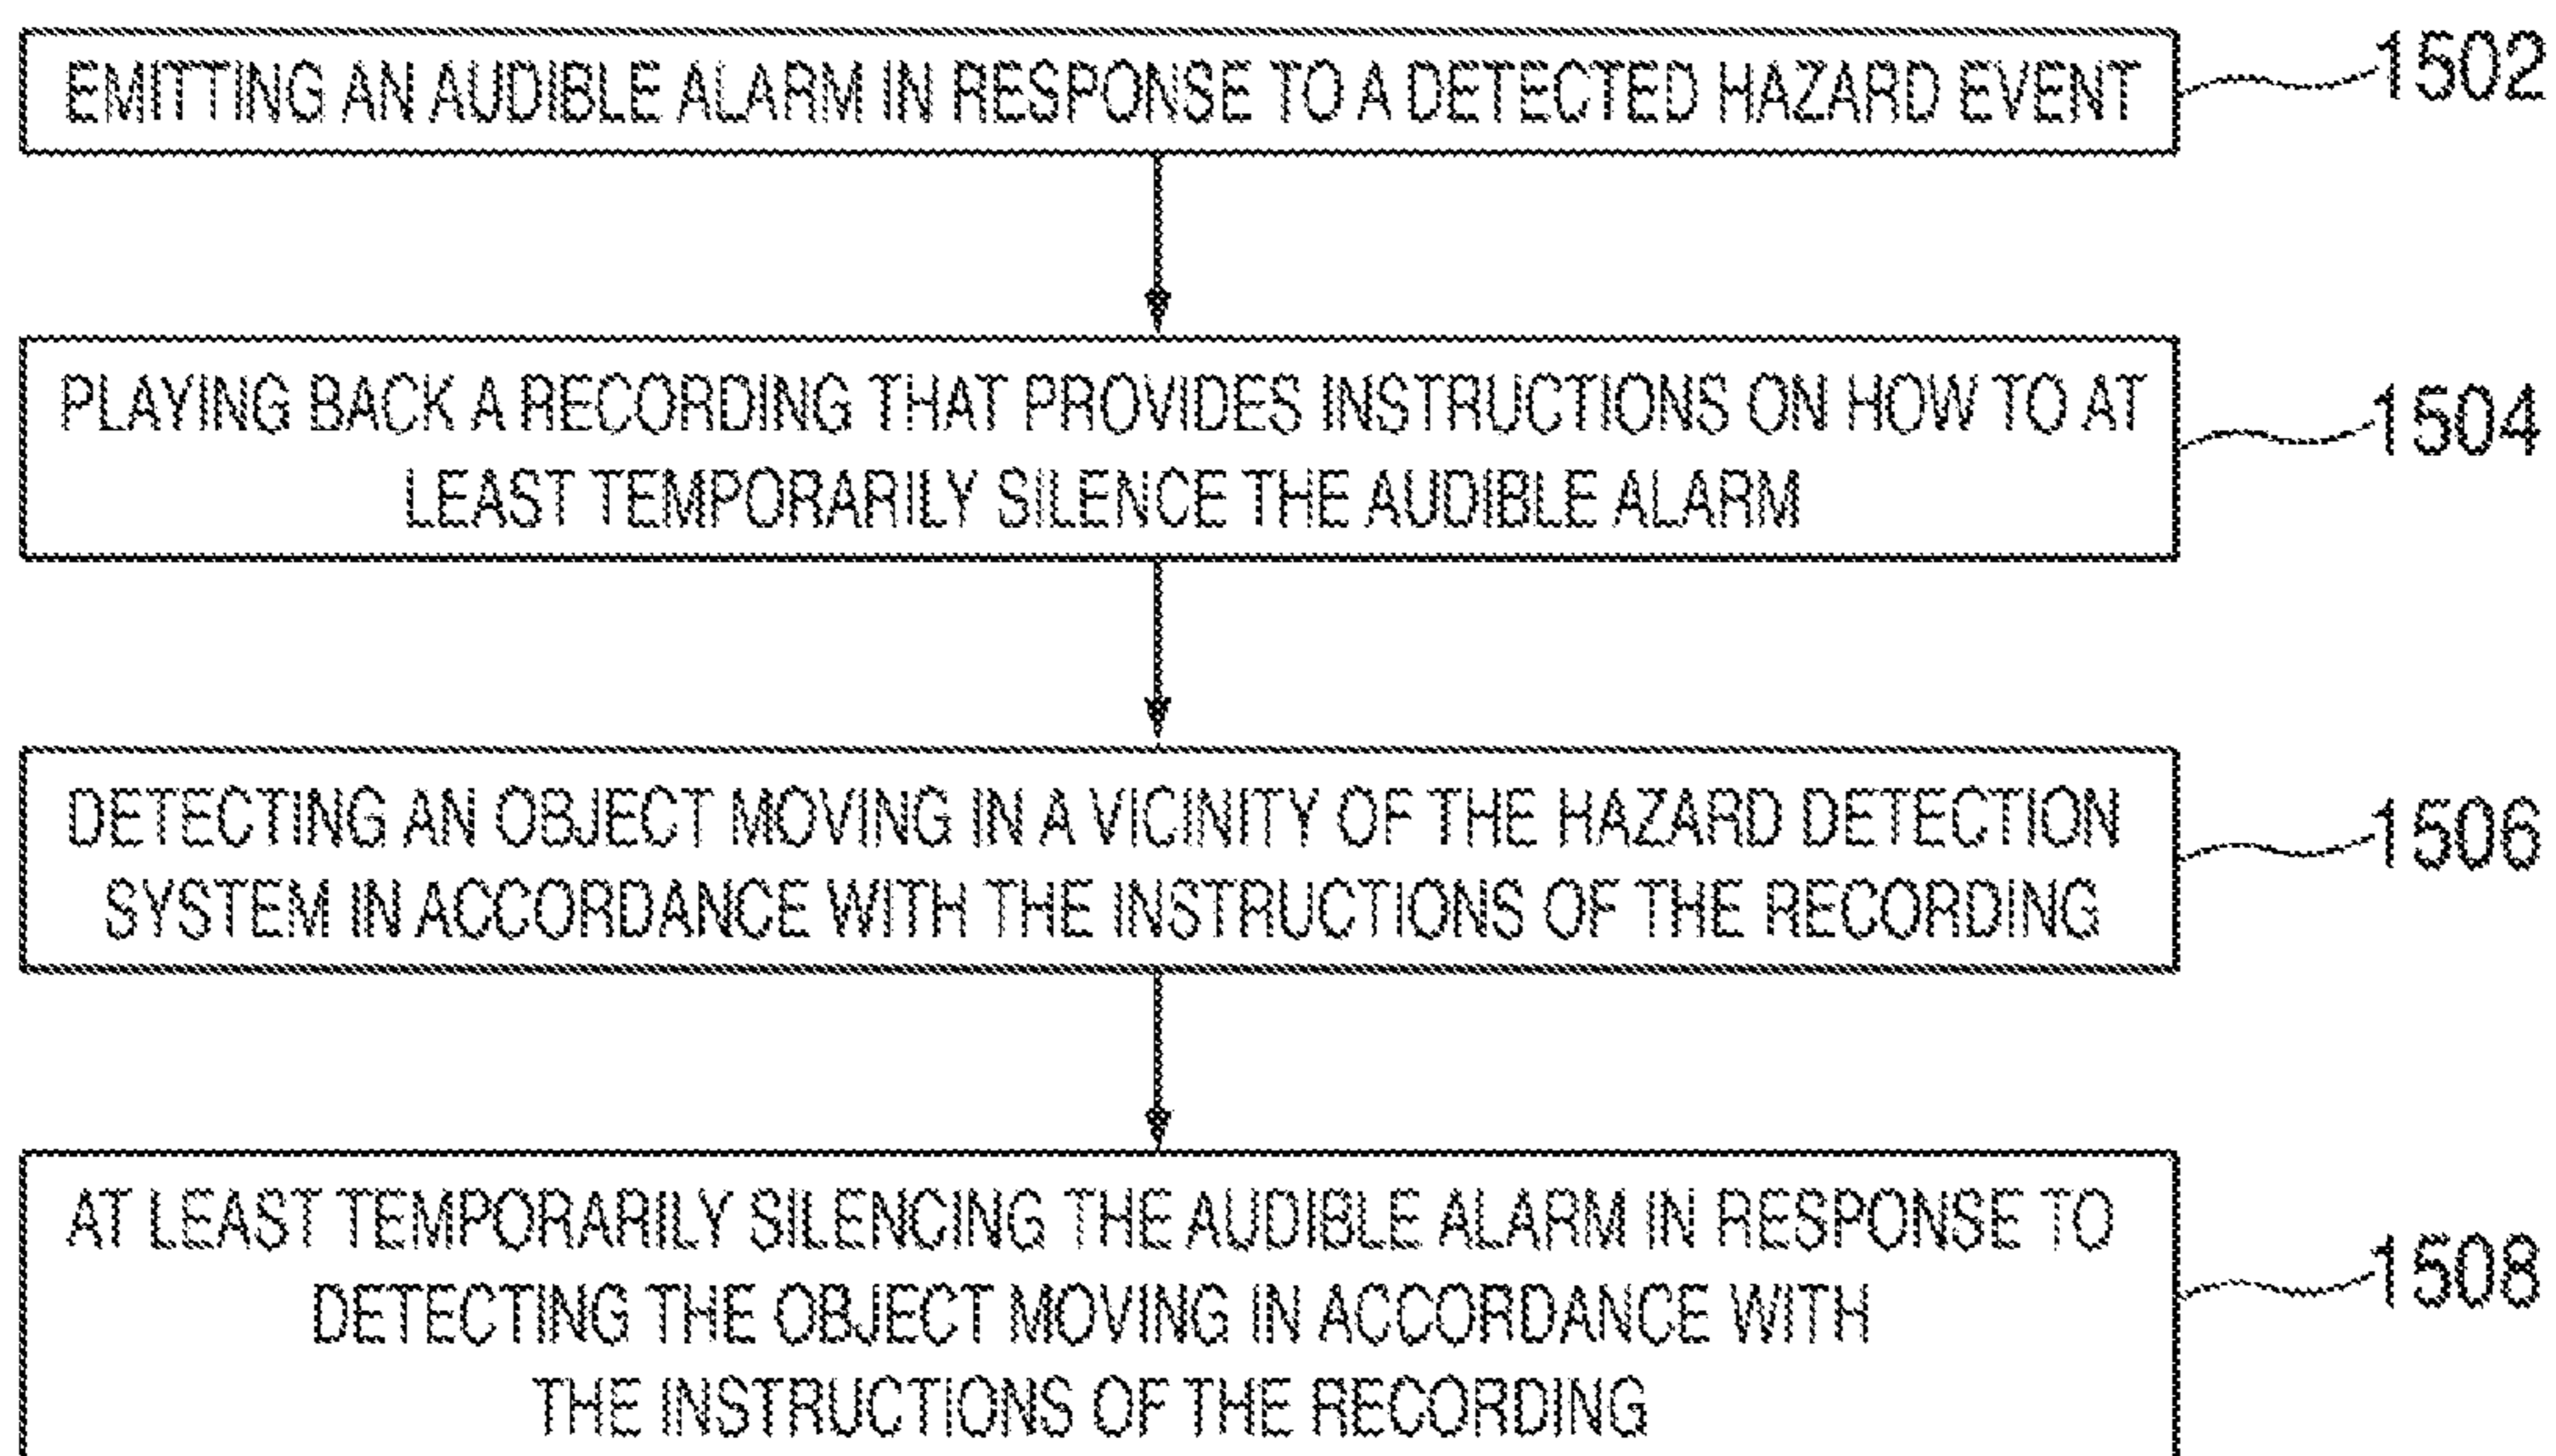 EMITTING AN AUDIBLE ALARM IN RESPONSE TO A DETECTED HAZARD EVENT
1502
PLAYING BACK A RECORDING THAT PROVIDES INSTRUCTIONS ON HOW TO AT
LEAST TEMPORARILY SILENCE THE AUDIBLE ALARM
1504
DETECTING AN OBJECT MOVING IN A VICINITY OF THE HAZARD DETECTION
SYSTEM IN ACCORDANCE WITH THE INSTRUCTIONS OF THE RECORDING
1506
AT LEAST TEMPORARILY SILENCING THE AUDIBLE ALARM IN RESPONSE TO
DETECTING THE OBJECT MOVING IN ACCORDANCE WITH
THE INSTRUCTIONS OF THE RECORDING
1508